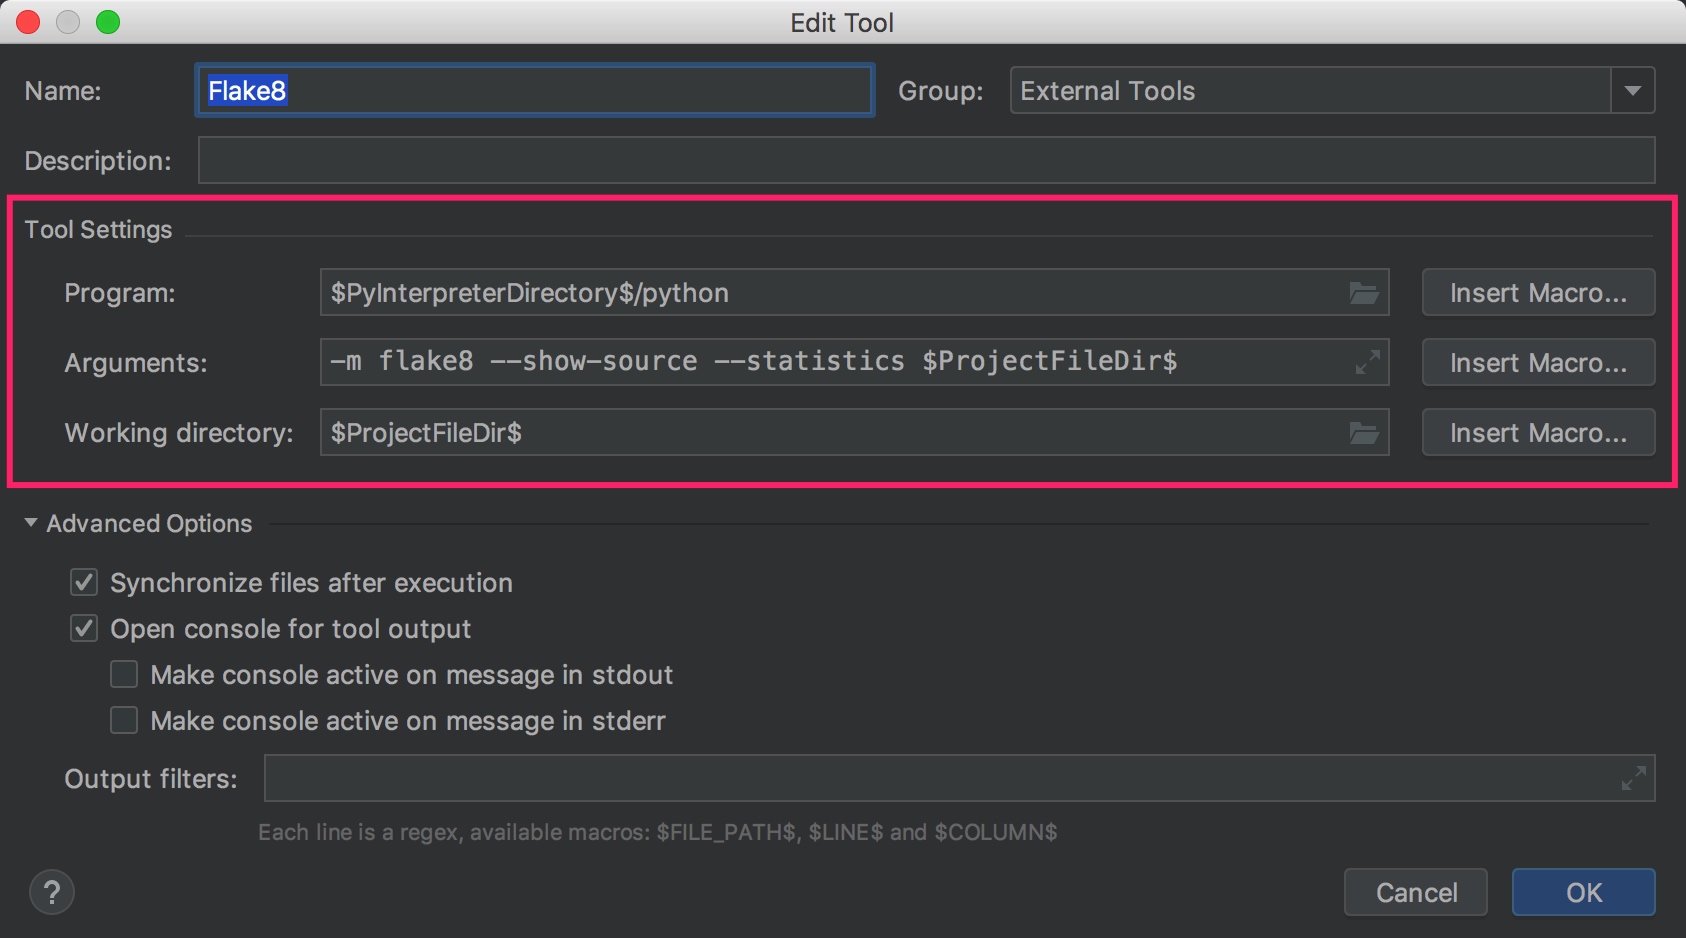 Edit Tool
Name: Flake8 Group: External Tools
Description:
Tool Settings
Program: $PyInterpreterDirectory$/python Insert Macro...
Arguments: -m flake8 --show-source --statistics $ProjectFileDir$ Insert Macro...
Working directory: $ProjectFileDir$ Insert Macro...
Advanced Options
Synchronize files after execution
Open console for tool output
Make console active on message in stdout
Make console active on message in stderr
Output filters:
Each line is a regex, available macros: $FILE_PATH$, $LINE$ and $COLUMN$
? Cancel OK